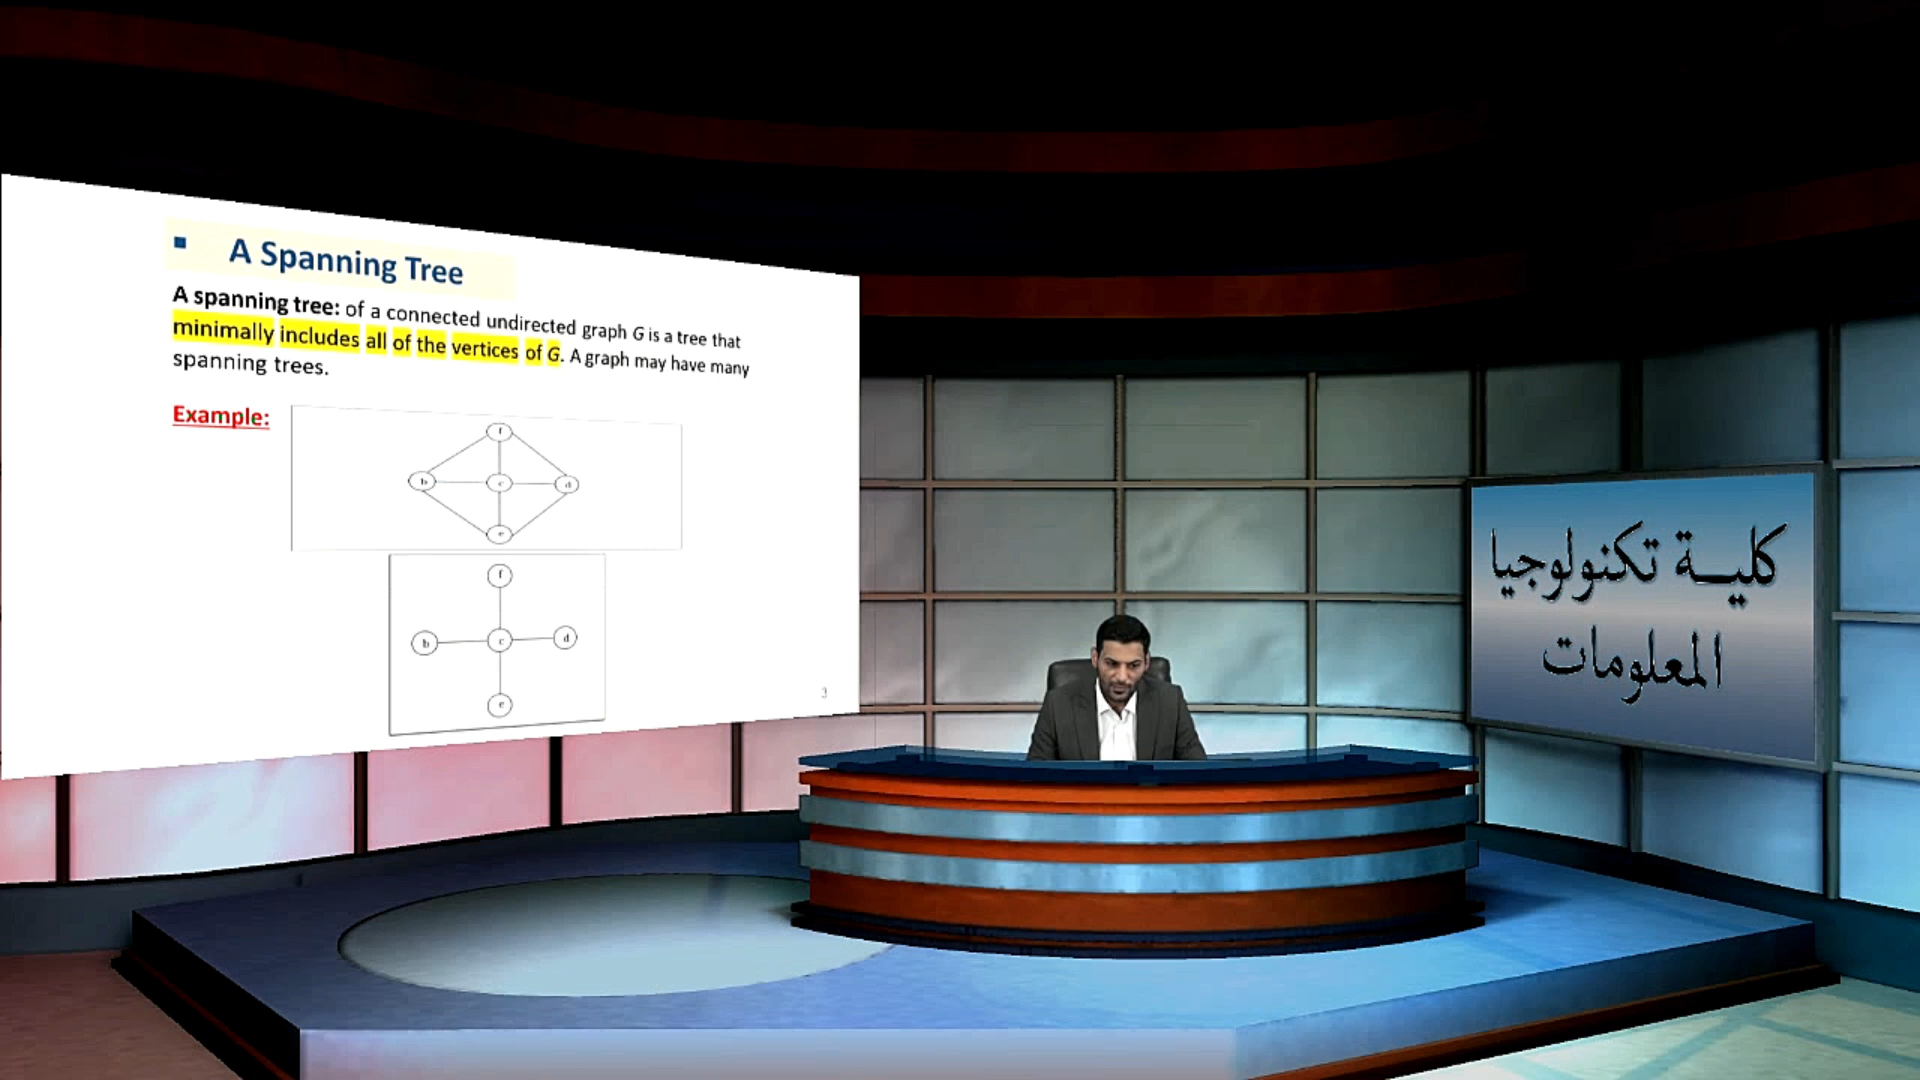 ▪ A Spanning Tree
A spanning tree: of a connected undirected graph G is a tree that
minimally includes all of the vertices of G. A graph may have many
spanning trees.
Example:
f
b c d
e
f
b c d
e
3
كليـــة تكنولوجيا
المعلومات